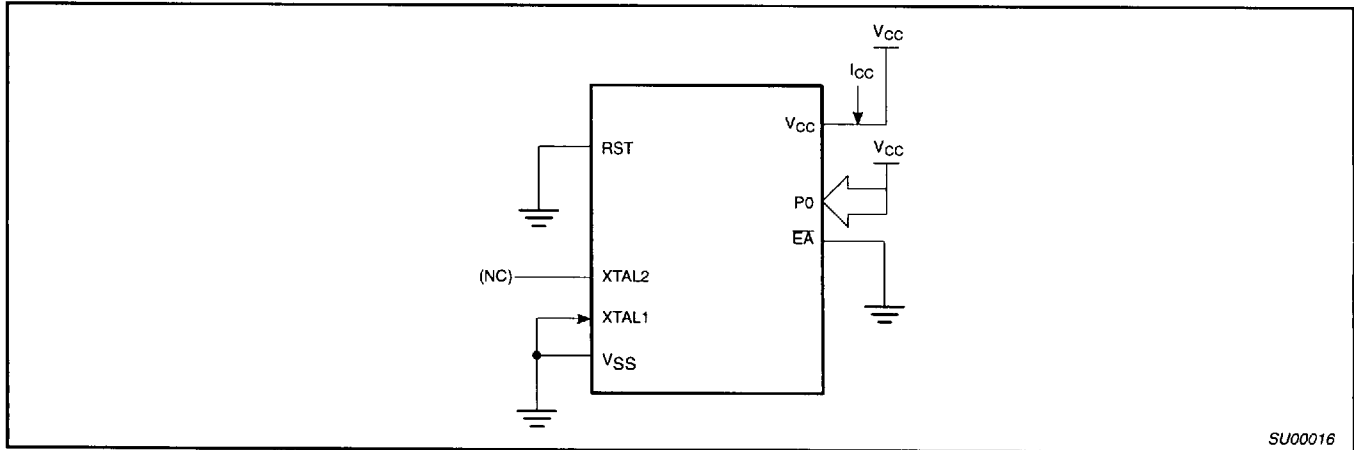 VCC
ICC
VCC
VCC
RST
P0
EA
(NC)
XTAL2
XTAL1
VSS
SU00016